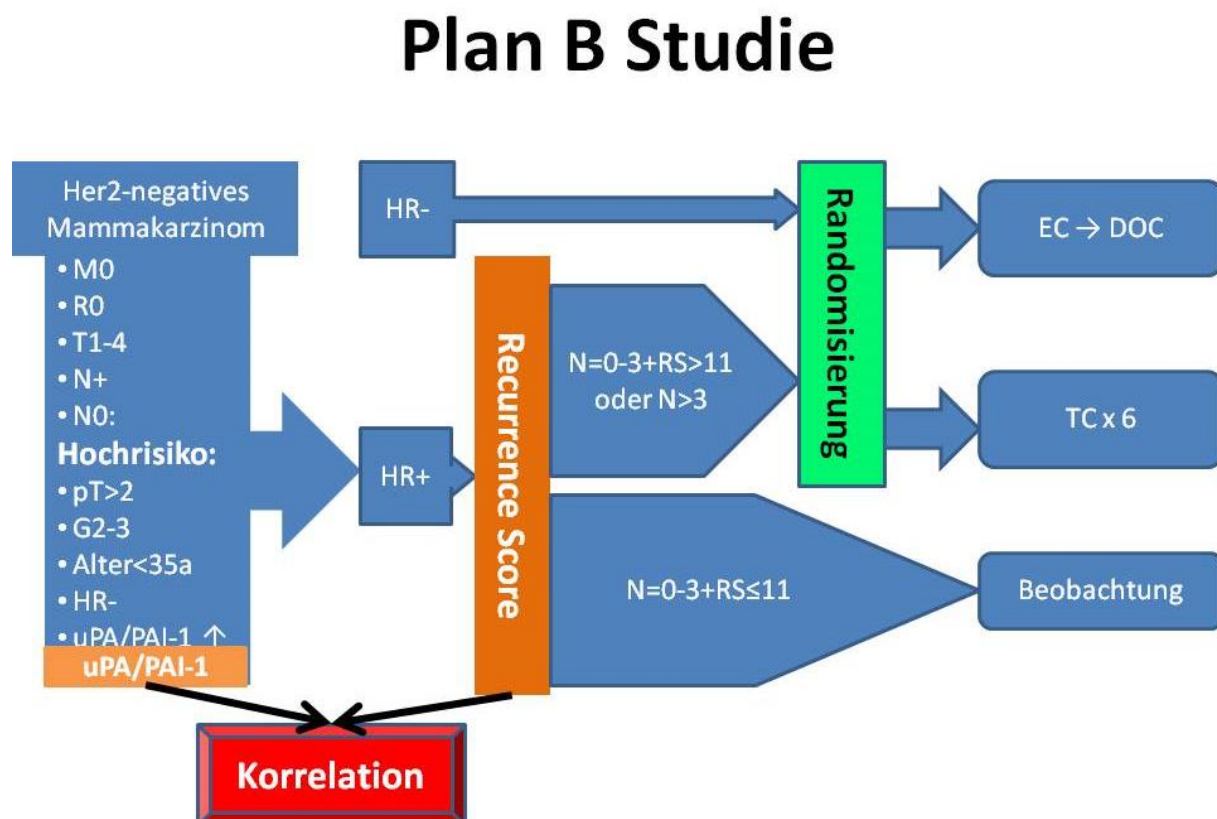 Plan B Studie
Her2-negatives
Mammakarzinom
• M0
• R0
• T1-4
• N+
• N0:
Hochrisiko:
• pT>2
• G2-3
• Alter<35a
• HR-
• uPA/PAI-1 ↑
uPA/PAI-1
HR-
HR+
Recurrence Score
N=0-3+RS>11
oder N>3
N=0-3+RS≤11
Randomisierung
EC → DOC
TC x 6
Beobachtung
Korrelation